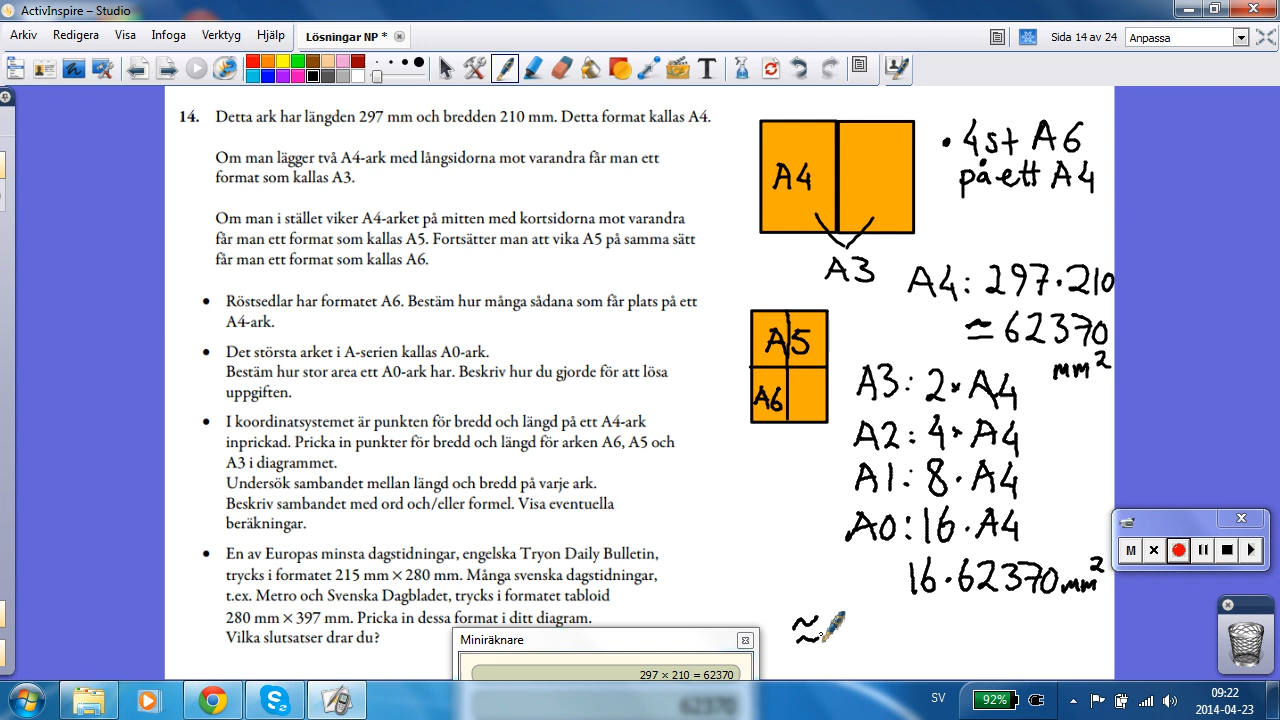 ActivInspire – Studio
Arkiv Redigera Visa Infoga Verktyg Hjälp
Lösningar NP *
Sida 14 av 24
Anpassa
14. Detta ark har längden 297 mm och bredden 210 mm. Detta format kallas A4.
Om man lägger två A4-ark med långsidorna mot varandra får man ett
format som kallas A3.
Om man i stället viker A4-arket på mitten med kortsidorna mot varandra
får man ett format som kallas A5. Fortsätter man att vika A5 på samma sätt
får man ett format som kallas A6.
• Röstsedlar har formatet A6. Bestäm hur många sådana som får plats på ett
A4-ark.
• Det största arket i A-serien kallas A0-ark.
Bestäm hur stor area ett A0-ark har. Beskriv hur du gjorde för att lösa
uppgiften.
• I koordinatsystemet är punkten för bredd och längd på ett A4-ark
inprickad. Pricka in punkter för bredd och längd för arken A6, A5 och
A3 i diagrammet.
Undersök sambandet mellan längd och bredd på varje ark.
Beskriv sambandet med ord och/eller formel. Visa eventuella
beräkningar.
• En av Europas minsta dagstidningar, engelska Tryon Daily Bulletin,
trycks i formatet 215 mm × 280 mm. Många svenska dagstidningar,
t.ex. Metro och Svenska Dagbladet, trycks i formatet tabloid
280 mm × 397 mm. Pricka in dessa format i ditt diagram.
Vilka slutsatser drar du?
A4
A3
A5
A6
• 4st A6
på ett A4
A4: 297·210
≈ 62370
mm²
A3: 2 × A4
A2: 4 × A4
A1: 8 · A4
A0: 16 · A4
16·62370 mm²
≈
M
Miniräknare
297 × 210 = 62370
62370
SV
92%
09:22
2014-04-23